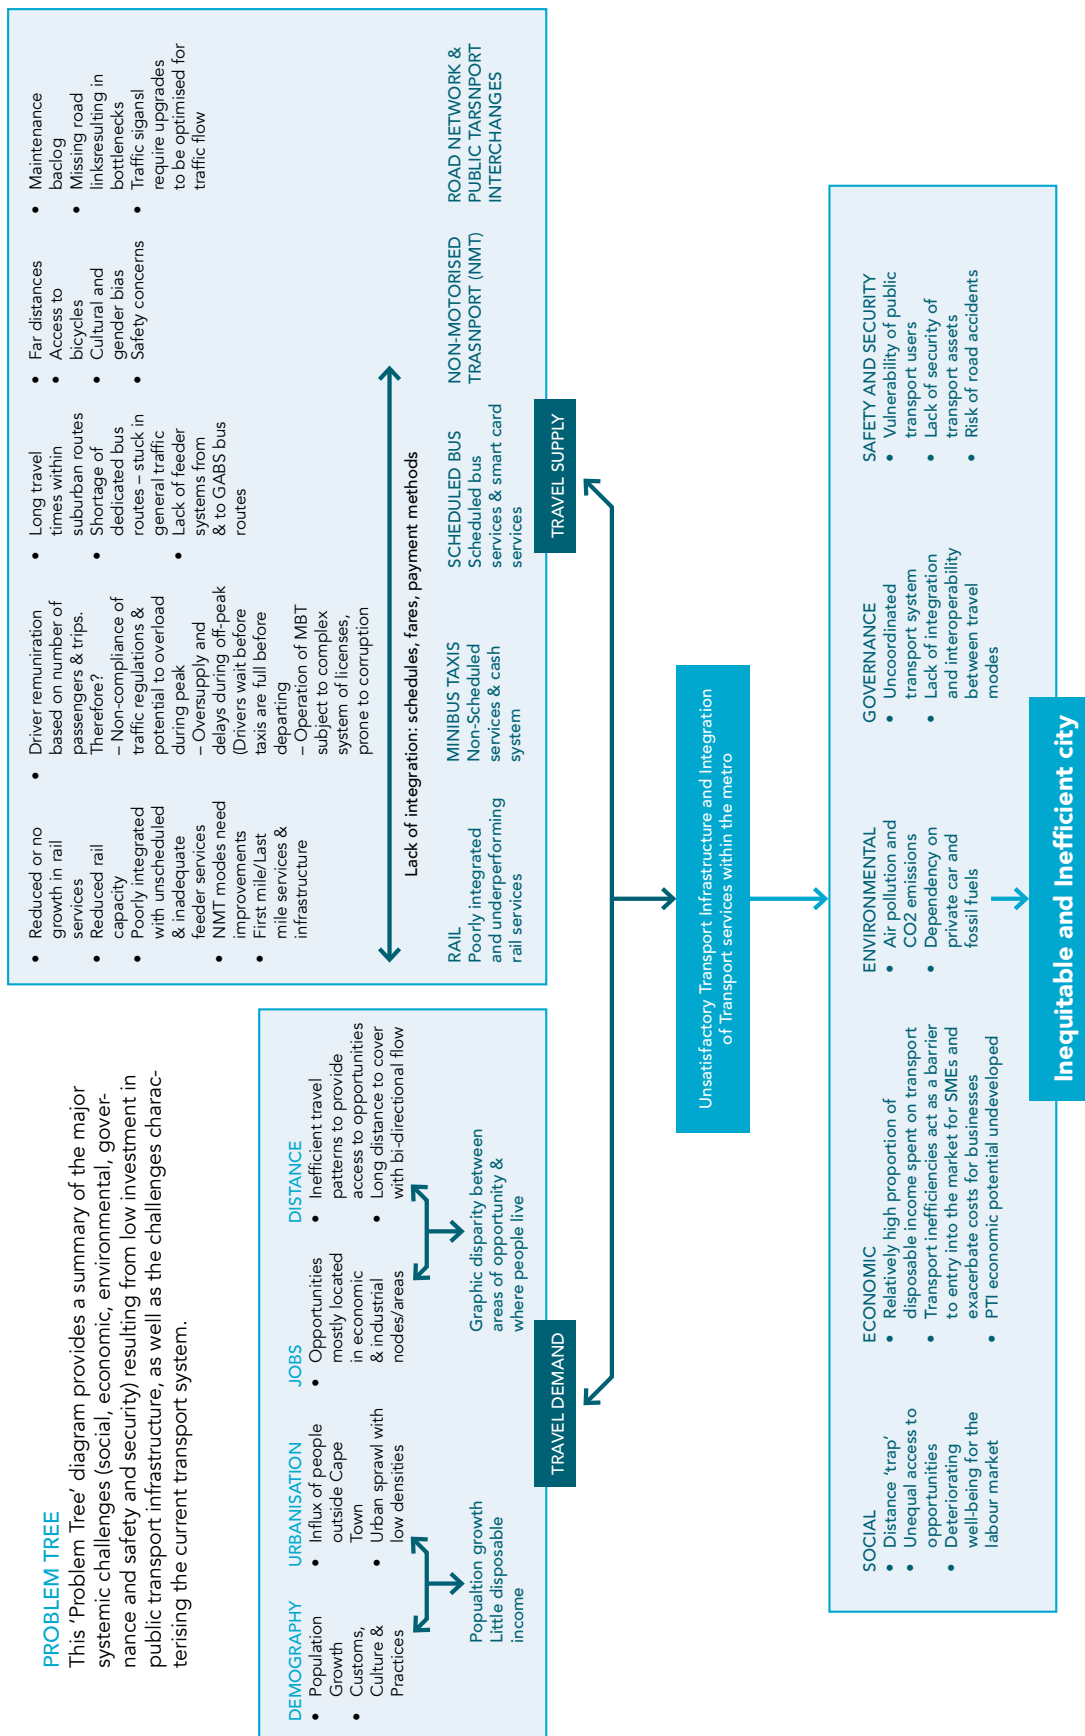 PROBLEM TREE
This ‘Problem Tree’ diagram provides a summary of the major
systemic challenges (social, economic, environmental, gover-
nance and safety and security) resulting from low investment in
public transport infrastructure, as well as the challenges charac-
terising the current transport system.
DEMOGRAPHY
• Population
Growth
• Customs,
Culture &
Practices
URBANISATION
• Influx of people
outside Cape
Town
• Urban sprawl with
low densities
Popualtion growth
Little disposable
income
JOBS
• Opportunities
mostly located
in economic
& industrial
nodes/areas
DISTANCE
• Inefficient travel
patterns to provide
access to opportunities
• Long distance to cover
with bi-directional flow
Graphic disparity between
areas of opportunity &
where people live
TRAVEL DEMAND
• Reduced or no
growth in rail
services
• Reduced rail
capacity
• Poorly integrated
with unscheduled
& inadequate
feeder services
• NMT modes need
improvements
• First mile/Last
mile services &
infrastructure
• Driver remuniration
based on number of
passengers & trips.
Therefore?
– Non-compliance of
traffic regulations &
potential to overload
during peak
– Oversupply and
delays during off-peak
(Drivers wait before
taxis are full before
departing
– Operation of MBT
subject to complex
system of licenses,
prone to corruption
• Long travel
times within
suburban routes
• Shortage of
dedicated bus
routes – stuck in
general traffic
• Lack of feeder
systems from
& to GABS bus
routes
• Far distances
• Access to
bicycles
• Cultural and
gender bias
• Safety concerns
• Maintenance
baclog
• Missing road
linksresulting in
bottlenecks
• Traffic sigansl
require upgrades
to be optimised for
traffic flow
Lack of integration: schedules, fares, payment methods
RAIL
Poorly integrated
and underperforming
rail services
MINIBUS TAXIS
Non-Scheduled
services & cash
system
SCHEDULED BUS
Scheduled bus
services & smart card
services
NON-MOTORISED
TRASNPORT (NMT)
ROAD NETWORK &
PUBLIC TARSNPORT
INTERCHANGES
TRAVEL SUPPLY
Unsatisfactory Transport Infrastructure and Integration
of Transport services within the metro
SOCIAL
• Distance ‘trap’
• Unequal access to
opportunities
• Deteriorating
well-being for the
labour market
ECONOMIC
• Relatively high proportion of
disposable income spent on transport
• Transport inefficiencies act as a barrier
to entry into the market for SMEs and
exacerbate costs for businesses
• PTI economic potential undeveloped
ENVIRONMENTAL
• Air pollution and
CO2 emissions
• Dependency on
private car and
fossil fuels
GOVERNANCE
• Uncoordinated
transport system
• Lack of integration
and interoperability
between travel
modes
SAFETY AND SECURITY
• Vulnerability of public
transport users
• Lack of security of
transport assets
• Risk of road accidents
Inequitable and Inefficient city